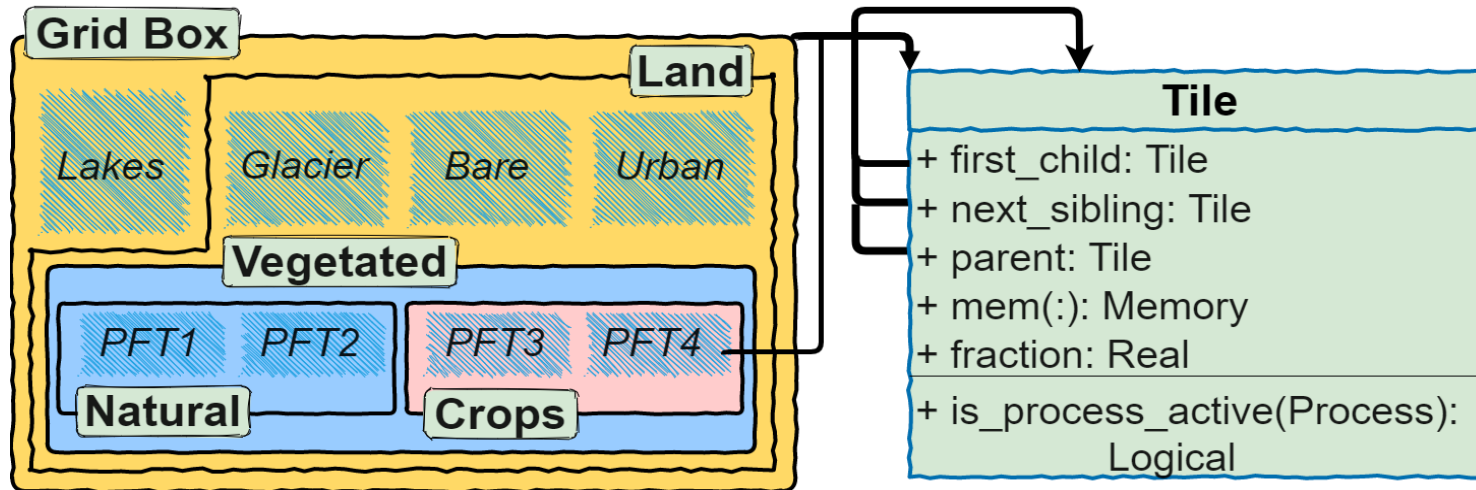 Grid Box
Land
Lakes
Glacier
Bare
Urban
Vegetated
PFT1
PFT2
PFT3
PFT4
Natural
Crops
Tile
+ first_child: Tile
+ next_sibling: Tile
+ parent: Tile
+ mem(:): Memory
+ fraction: Real
+ is_process_active(Process):
Logical